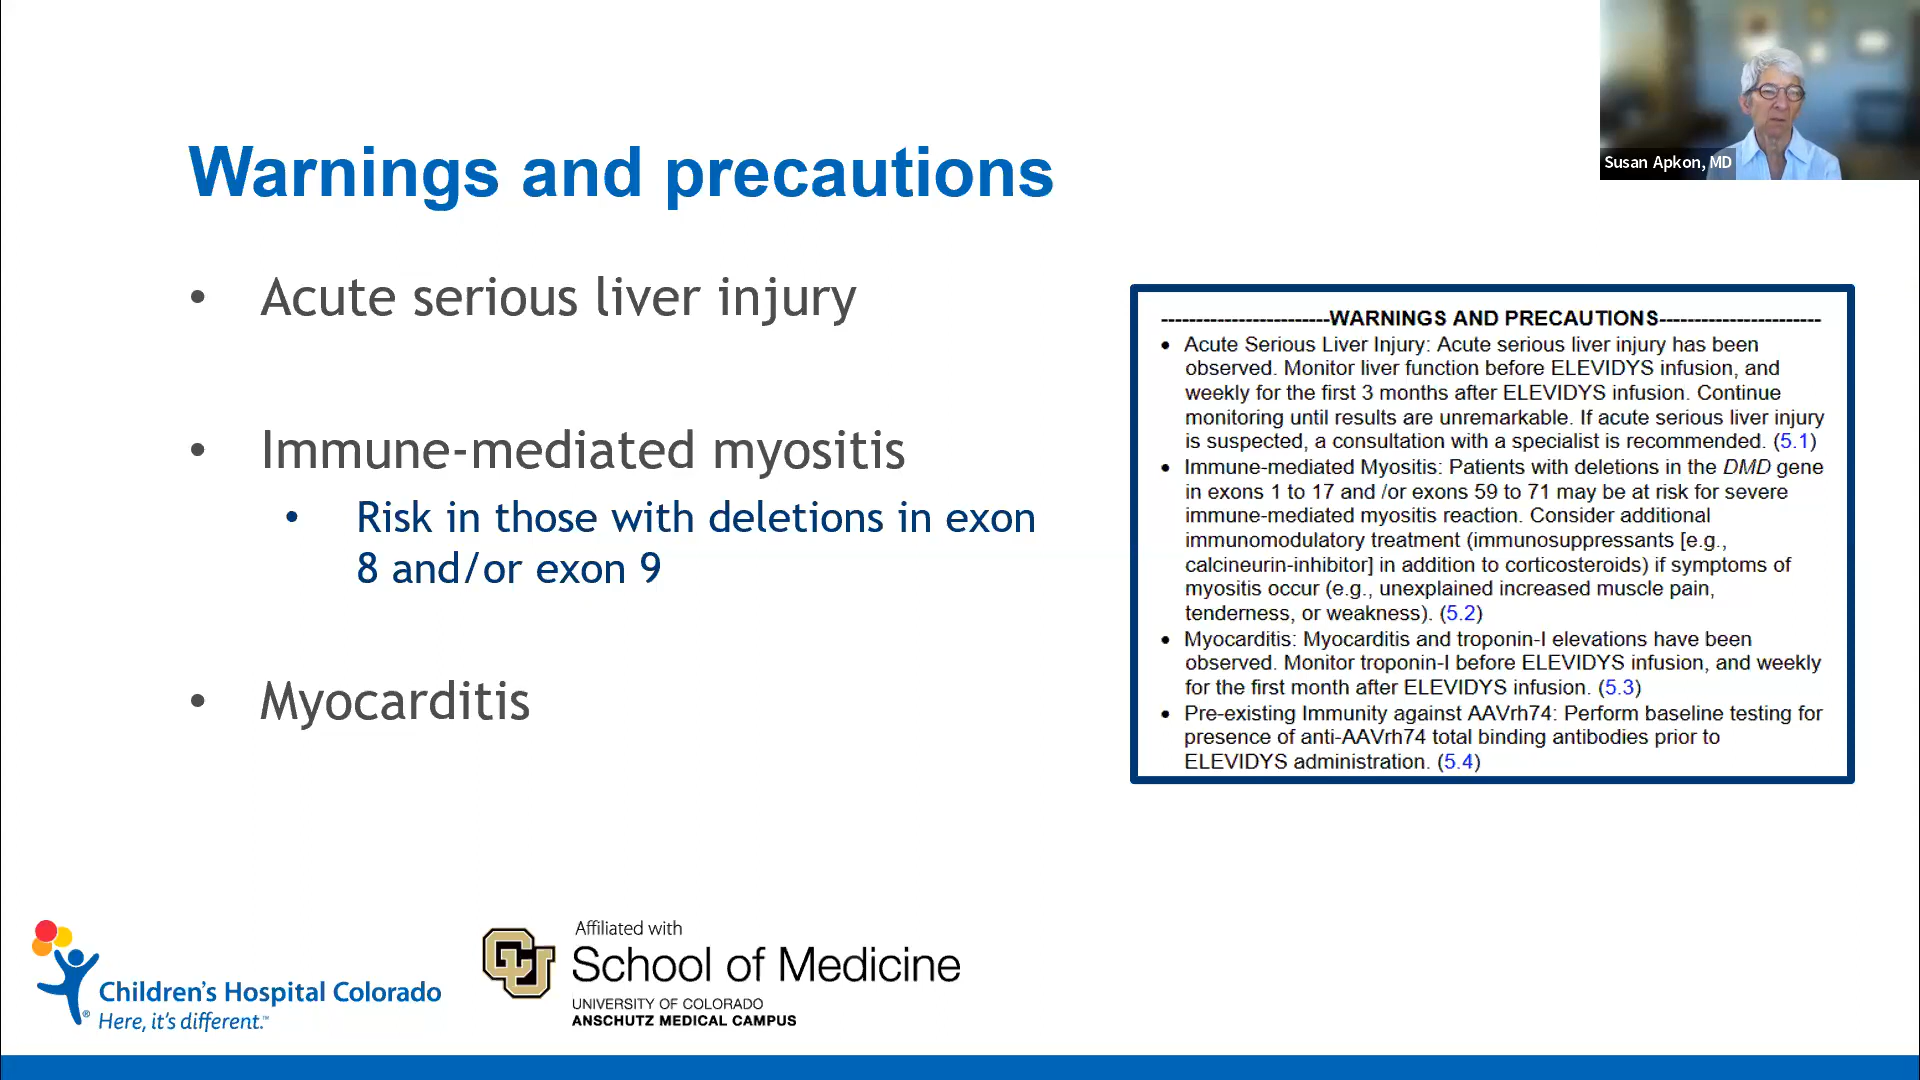 Susan Apkon, MD
Warnings and precautions
• Acute serious liver injury
• Immune-mediated myositis
• Risk in those with deletions in exon
8 and/or exon 9
• Myocarditis
------------------------WARNINGS AND PRECAUTIONS-----------------------
• Acute Serious Liver Injury: Acute serious liver injury has been
observed. Monitor liver function before ELEVIDYS infusion, and
weekly for the first 3 months after ELEVIDYS infusion. Continue
monitoring until results are unremarkable. If acute serious liver injury
is suspected, a consultation with a specialist is recommended. (5.1)
• Immune-mediated Myositis: Patients with deletions in the DMD gene
in exons 1 to 17 and /or exons 59 to 71 may be at risk for severe
immune-mediated myositis reaction. Consider additional
immunomodulatory treatment (immunosuppressants [e.g.,
calcineurin-inhibitor] in addition to corticosteroids) if symptoms of
myositis occur (e.g., unexplained increased muscle pain,
tenderness, or weakness). (5.2)
• Myocarditis: Myocarditis and troponin-I elevations have been
observed. Monitor troponin-I before ELEVIDYS infusion, and weekly
for the first month after ELEVIDYS infusion. (5.3)
• Pre-existing Immunity against AAVrh74: Perform baseline testing for
presence of anti-AAVrh74 total binding antibodies prior to
ELEVIDYS administration. (5.4)
Children's Hospital Colorado
Here, it's different.™
®
CU
Affiliated with
School of Medicine
UNIVERSITY OF COLORADO
ANSCHUTZ MEDICAL CAMPUS